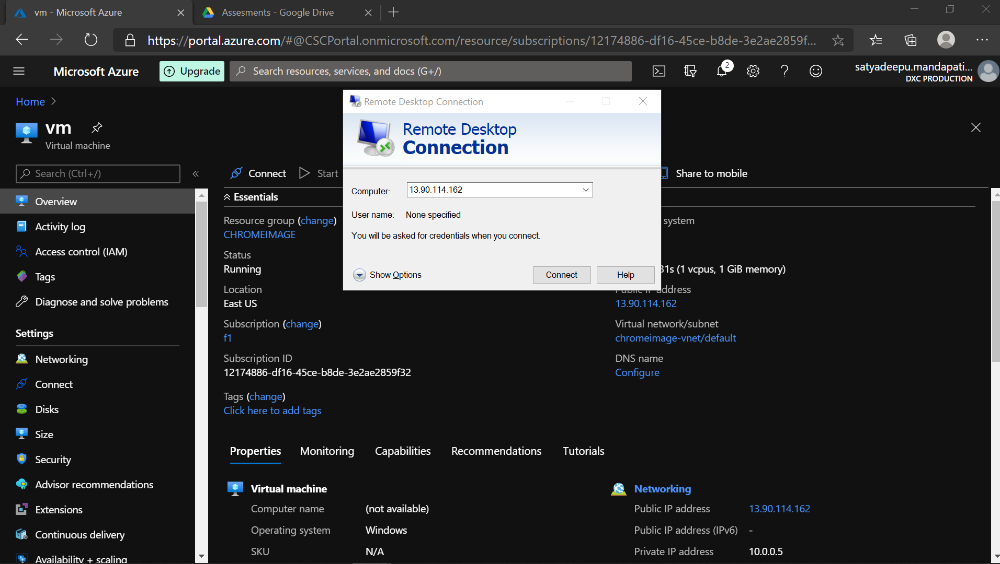 vm - Microsoft Azure
Assesments - Google Drive
https://portal.azure.com/#@CSCPortal.onmicrosoft.com/resource/subscriptions/12174886-df16-45ce-b8de-3e2ae2859f...
Microsoft Azure
Upgrade
Search resources, services, and docs (G+/)
2
satyadeepu.mandapati...
DXC PRODUCTION
Home
vm
Virtual machine
Search (Ctrl+/)
Overview
Activity log
Access control (IAM)
Tags
Diagnose and solve problems
Settings
Networking
Connect
Disks
Size
Security
Advisor recommendations
Extensions
Continuous delivery
Availability + scaling
Connect
Start
Share to mobile
Essentials
Resource group (change)
CHROMEIMAGE
Status
Running
Location
East US
Subscription (change)
f1
Subscription ID
12174886-df16-45ce-b8de-3e2ae2859f32
Tags (change)
Click here to add tags
system
(1 vcpus, 1 GiB memory)
Public IP address
13.90.114.162
Virtual network/subnet
chromeimage-vnet/default
DNS name
Configure
Remote Desktop Connection
Remote Desktop
Connection
Computer:
13.90.114.162
User name:
None specified
You will be asked for credentials when you connect.
Show Options
Connect
Help
Properties
Monitoring
Capabilities
Recommendations
Tutorials
Virtual machine
Computer name
(not available)
Operating system
Windows
SKU
N/A
Networking
Public IP address
13.90.114.162
Public IP address (IPv6)
-
Private IP address
10.0.0.5